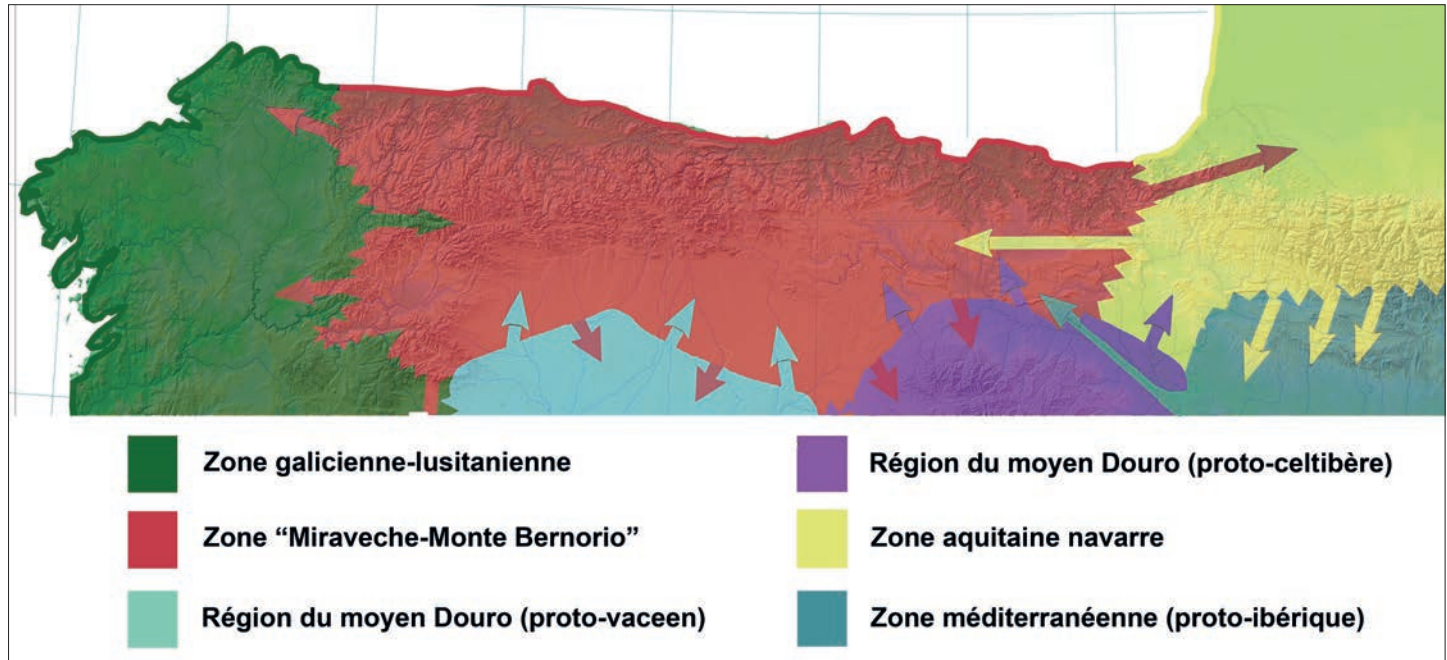 Zone galicienne-lusitanienne
Zone “Miraveche-Monte Bernorio”
Région du moyen Douro (proto-vaceen)
Région du moyen Douro (proto-celtibère)
Zone aquitaine navarre
Zone méditerranéenne (proto-ibérique)